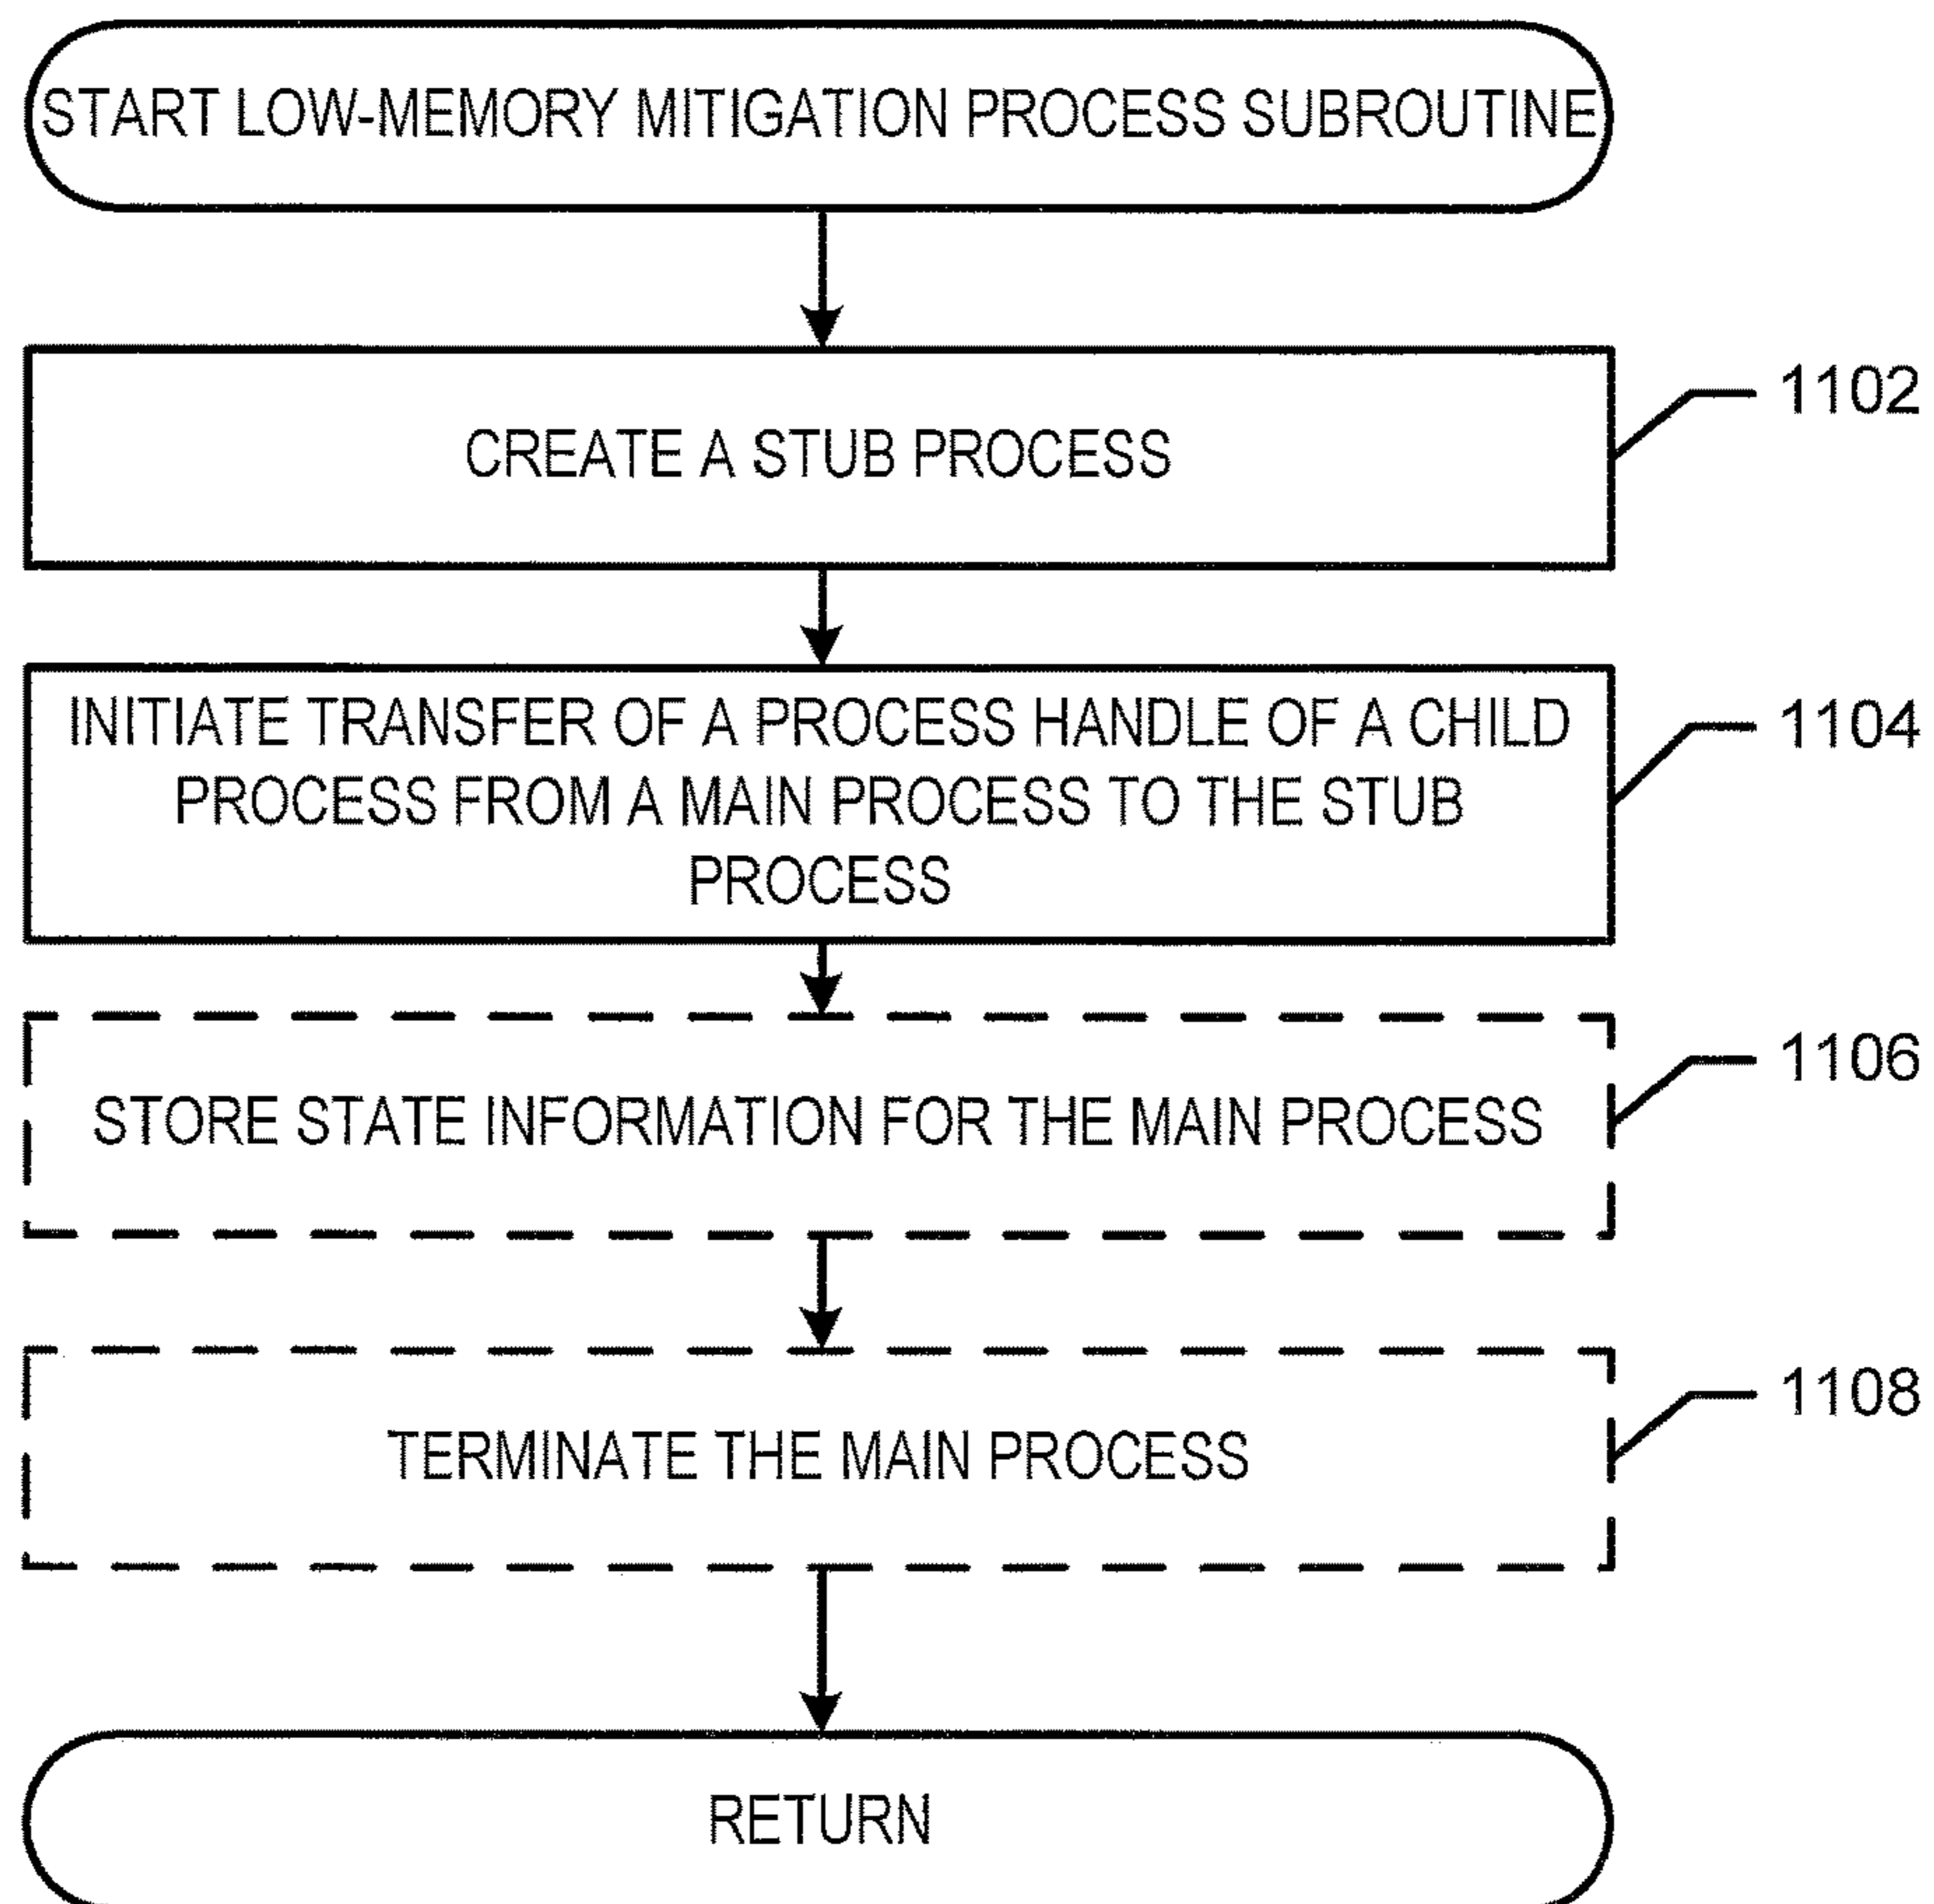 START LOW-MEMORY MITIGATION PROCESS SUBROUTINE
CREATE A STUB PROCESS
1102
INITIATE TRANSFER OF A PROCESS HANDLE OF A CHILD
PROCESS FROM A MAIN PROCESS TO THE STUB
PROCESS
1104
STORE STATE INFORMATION FOR THE MAIN PROCESS
1106
TERMINATE THE MAIN PROCESS
1108
RETURN